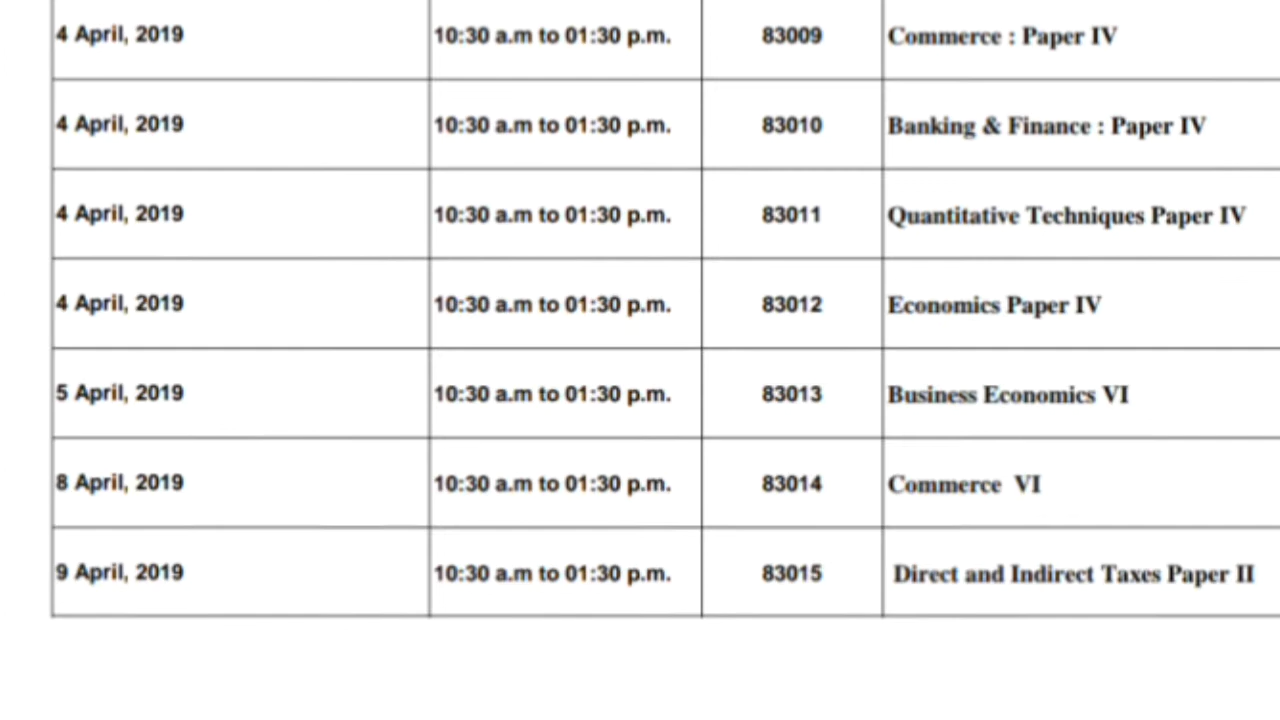 4 April, 2019 10:30 a.m to 01:30 p.m. 83009 Commerce : Paper IV
4 April, 2019 10:30 a.m to 01:30 p.m. 83010 Banking & Finance : Paper IV
4 April, 2019 10:30 a.m to 01:30 p.m. 83011 Quantitative Techniques Paper IV
4 April, 2019 10:30 a.m to 01:30 p.m. 83012 Economics Paper IV
5 April, 2019 10:30 a.m to 01:30 p.m. 83013 Business Economics VI
8 April, 2019 10:30 a.m to 01:30 p.m. 83014 Commerce VI
9 April, 2019 10:30 a.m to 01:30 p.m. 83015 Direct and Indirect Taxes Paper II